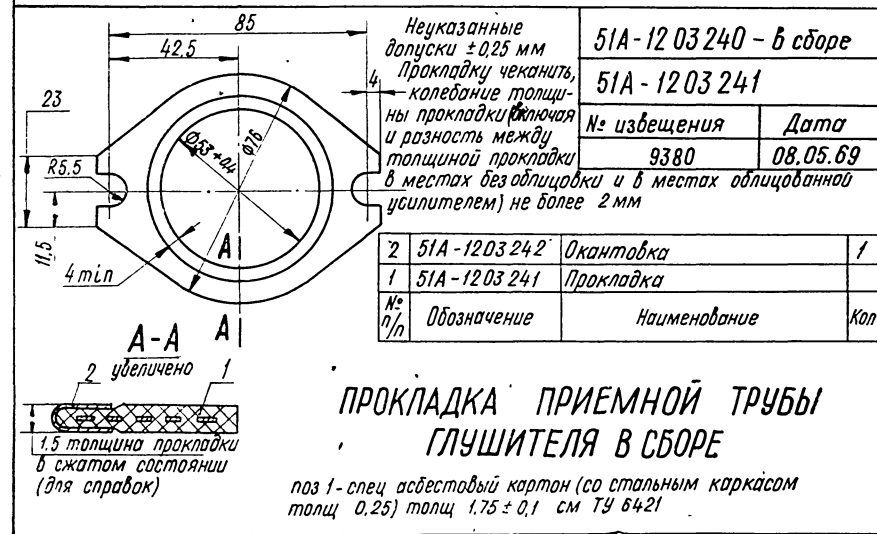 85
42.5
23
R5.5
11.5
Ф53 +0.4
Ф76
4
4 min
А
А
Неуказанные
допуски ±0,25 мм
Прокладку чеканить,
колебание толщи-
ны прокладки (включая
и разность между
толщиной прокладки
в местах без облицовки и в местах облицованной
усилителем) не более 2 мм
51А-12 03 240 - в сборе
51А - 12 03 241
№ извещения Дата
9380 08.05.69
2 51А-12 03 242 Окантовка 1
1 51А-12 03 241 Прокладка
№ п/п Обозначение Наименование Кол
А-А
увеличено
2 1
1.5 толщина прокладки
в сжатом состоянии
(для справок)
ПРОКЛАДКА ПРИЕМНОЙ ТРУБЫ
ГЛУШИТЕЛЯ В СБОРЕ
поз 1 - спец асбестовый картон (со стальным каркасом
толщ 0,25) толщ 1,75 ± 0,1 см ТУ 6421